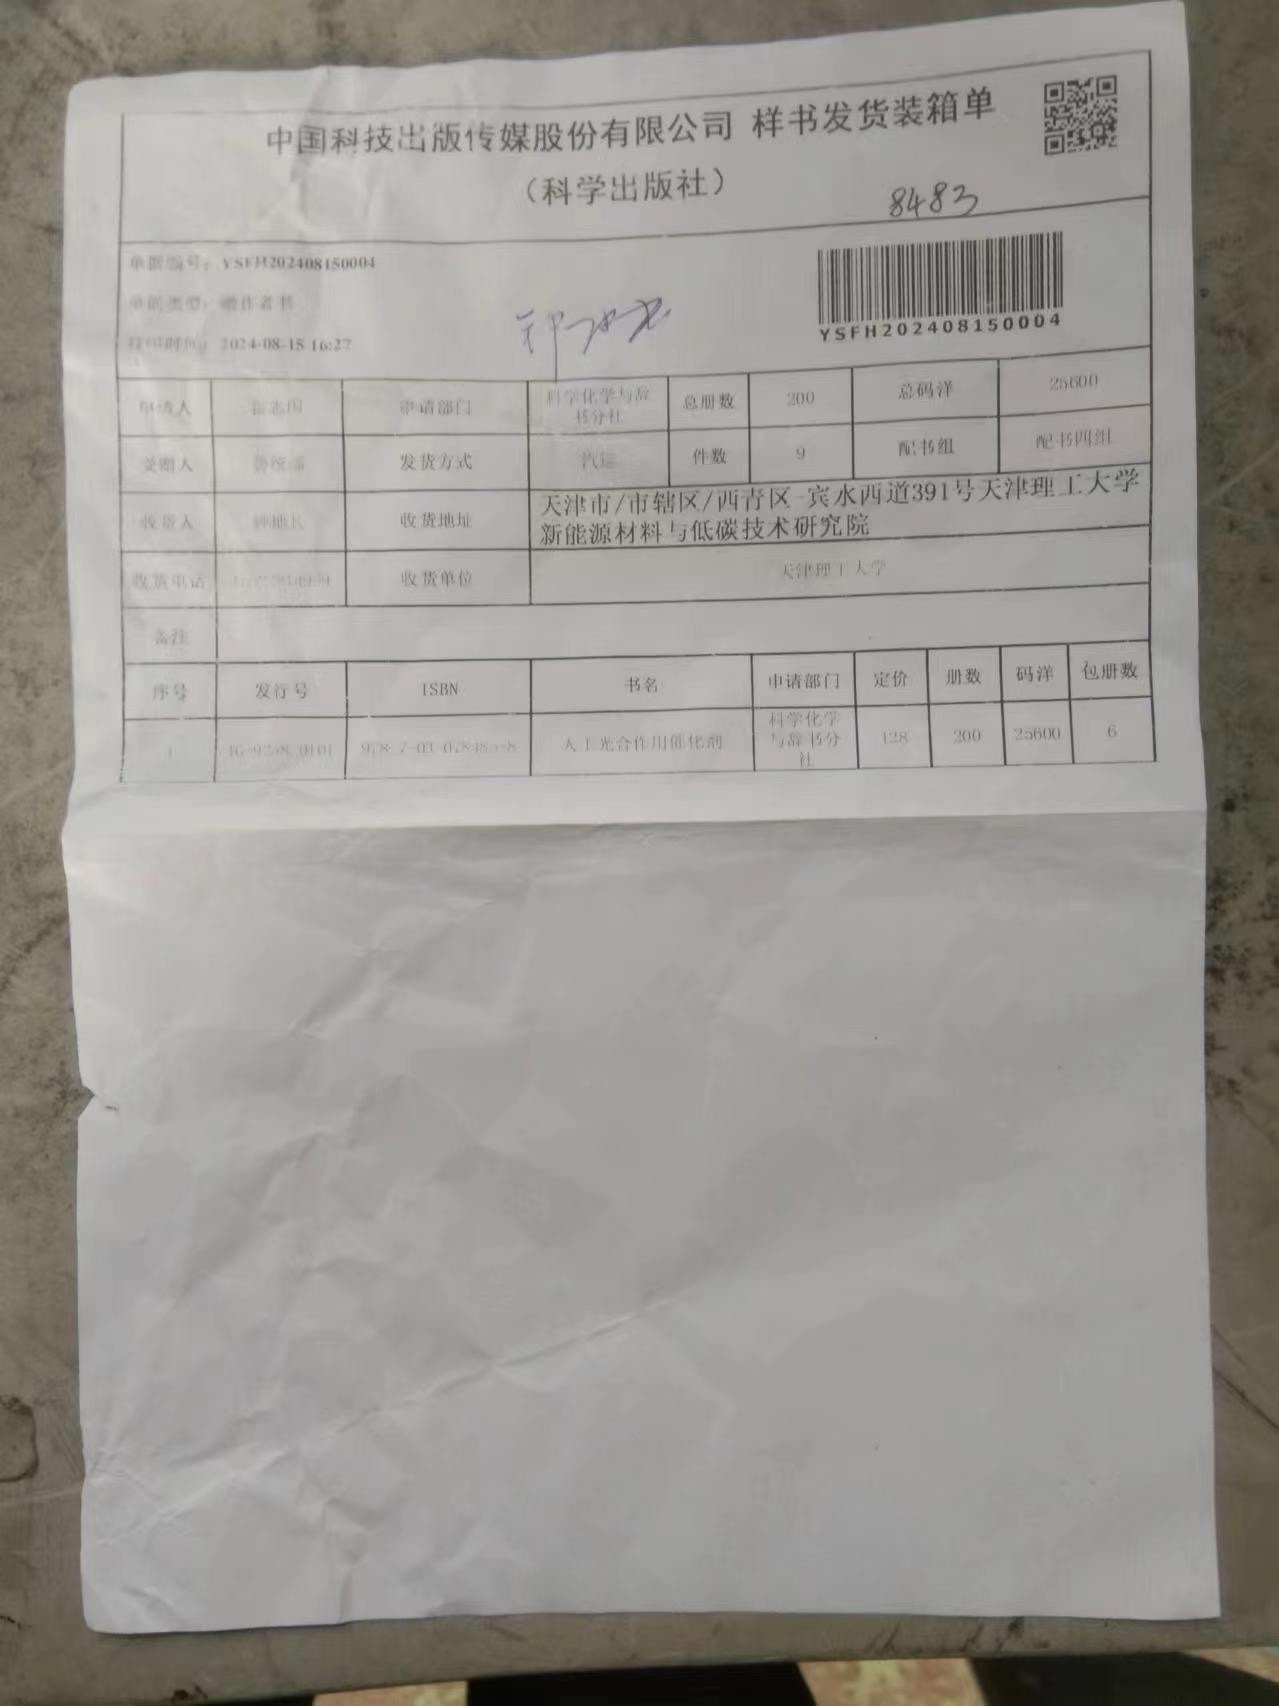 中国科技出版传媒股份有限公司 样书发货装箱单
（科学出版社）
8483
单据编号：YSFH202408150004
单据类型：赠作者书
打印时间：2024-08-15 16:27
YSFH202408150004
申请人 申请部门 科学化学与辞书分社 总册数 200 总码洋 25600
受赠人 发货方式 汽运 件数 9 配书组 配书四组
收货人 收货地址 天津市/市辖区/西青区-宾水西道391号天津理工大学
新能源材料与低碳技术研究院
收货电话 收货单位 天津理工大学
备注
序号 发行号 ISBN 书名 申请部门 定价 册数 码洋 包册数
1 人工光合作用催化剂 科学化学与辞书分社 128 200 25600 6